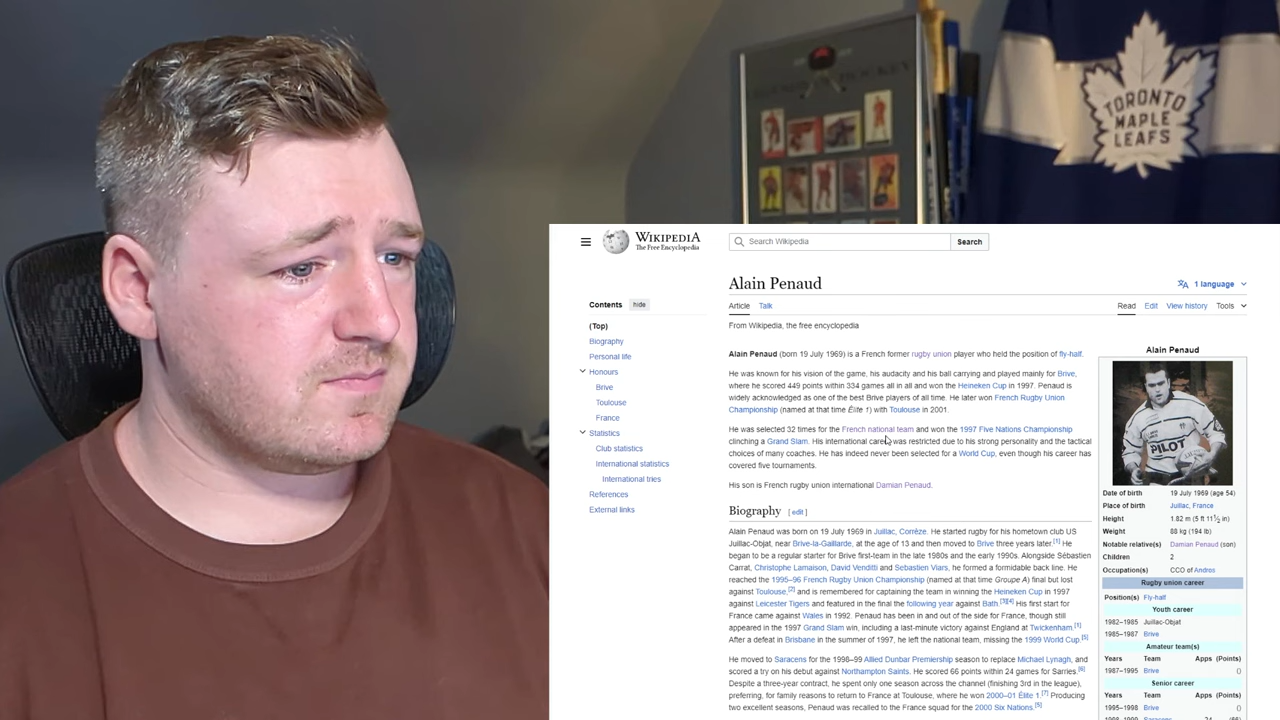 TORONTO
MAPLE
LEAFS
WIKIPEDIA
The Free Encyclopedia
Search Wikipedia
Search
Contents
hide
(Top)
Biography
Personal life
Honours
Brive
Toulouse
France
Statistics
Club statistics
International statistics
International tries
References
External links
Alain Penaud
1 language
Article Talk
Read Edit View history Tools
From Wikipedia, the free encyclopedia
Alain Penaud (born 19 July 1969) is a French former rugby union player who held the position of fly-half.
He was known for his vision of the game, his audacity and his ball carrying and played mainly for Brive,
where he scored 449 points within 334 games all in all and won the Heineken Cup in 1997. Penaud is
widely acknowledged as one of the best Brive players of all time. He later won French Rugby Union
Championship (named at that time Élite 1) with Toulouse in 2001.
He was selected 32 times for the French national team and won the 1997 Five Nations Championship
clinching a Grand Slam. His international career was restricted due to his strong personality and the tactical
choices of many coaches. He has indeed never been selected for a World Cup, even though his career has
covered five tournaments.
His son is French rugby union international Damian Penaud.
Biography [ edit ]
Alain Penaud was born on 19 July 1969 in Juillac, Corrèze. He started rugby for his hometown club US
Juillac-Objat, near Brive-la-Gaillarde, at the age of 13 and then moved to Brive three years later.[1] He
began to be a regular starter for Brive first-team in the late 1980s and the early 1990s. Alongside Sébastien
Carrat, Christophe Lamaison, David Venditti and Sebastien Viars, he formed a formidable back line. He
reached the 1995–96 French Rugby Union Championship (named at that time Groupe A) final but lost
against Toulouse,[2] and is remembered for captaining the team in winning the Heineken Cup in 1997
against Leicester Tigers and featured in the final the following year against Bath.[3][4] His first start for
France came against Wales in 1992. Penaud has been in and out of the side for France, though still
appeared in the 1997 Grand Slam win, including a last-minute victory against England at Twickenham.[1]
After a defeat in Brisbane in the summer of 1997, he left the national team, missing the 1999 World Cup.[5]
He moved to Saracens for the 1998–99 Allied Dunbar Premiership season to replace Michael Lynagh, and
scored a try on his debut against Northampton Saints. He scored 66 points within 24 games for Sarries.[6]
Despite a three-year contract, he spent only one season across the channel (finishing 3rd in the league),
preferring, for family reasons to return to France at Toulouse, where he won 2000–01 Élite 1.[7] Producing
two excellent seasons, Penaud was recalled to the France squad for the 2000 Six Nations.[5]
Alain Penaud
PILOT
Date of birth 19 July 1969 (age 54)
Place of birth Juillac, France
Height 1.82 m (5 ft 11 1/2 in)
Weight 88 kg (194 lb)
Notable relative(s) Damian Penaud (son)
Children 2
Occupation(s) CCO of Andros
Rugby union career
Position(s) Fly-half
Youth career
1982–1985 Juillac-Objat
1985–1987 Brive
Amateur team(s)
Years Team Apps (Points)
1987–1995 Brive ()
Senior career
Years Team Apps (Points)
1995–1998 Brive ()
1998–1999 Saracens 24 (66)